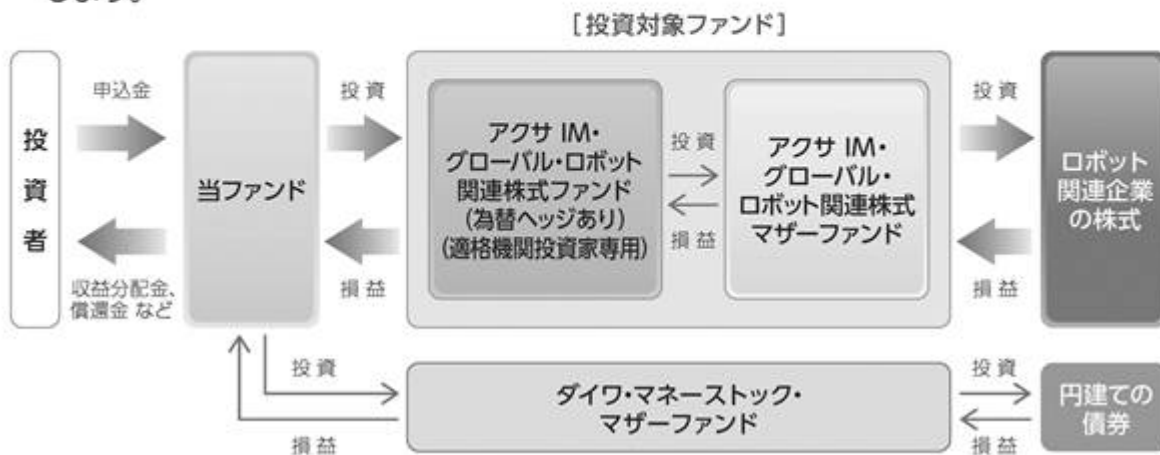 します。
[投資対象ファンド]
投資者
申込金
収益分配金、
償還金 など
当ファンド
投資
損益
アクサ IM・
グローバル・ロボット
関連株式ファンド
(為替ヘッジあり)
(適格機関投資家専用)
投資
損益
アクサ IM・
グローバル・
ロボット関連株式
マザーファンド
投資
損益
ロボット
関連企業
の株式
投資
損益
ダイワ・マネーストック・
マザーファンド
投資
損益
円建ての
債券